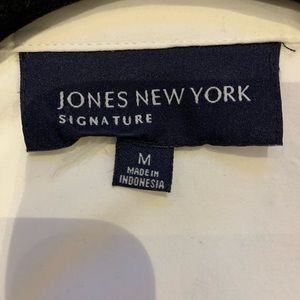 JONES NEW YORK
SIGNATURE
M
MADE IN
INDONESIA